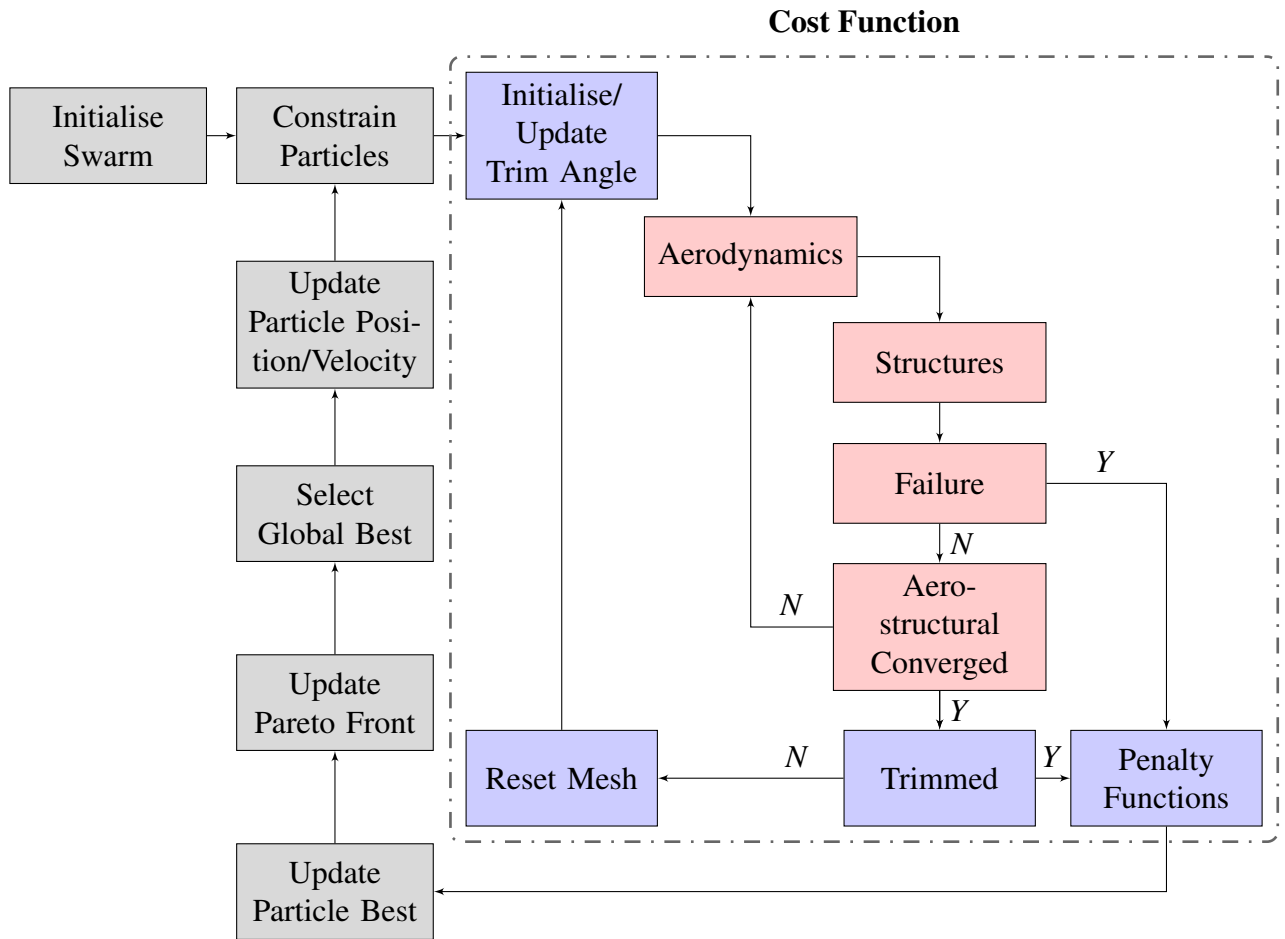 Cost Function
Initialise
Swarm
Constrain
Particles
Initialise/
Update
Trim Angle
Aerodynamics
Update
Particle Posi-
tion/Velocity
Structures
Failure
Y
N
Select
Global Best
Aero-
structural
Converged
N
Y
Update
Pareto Front
Reset Mesh
N
Trimmed
Y
Penalty
Functions
Update
Particle Best